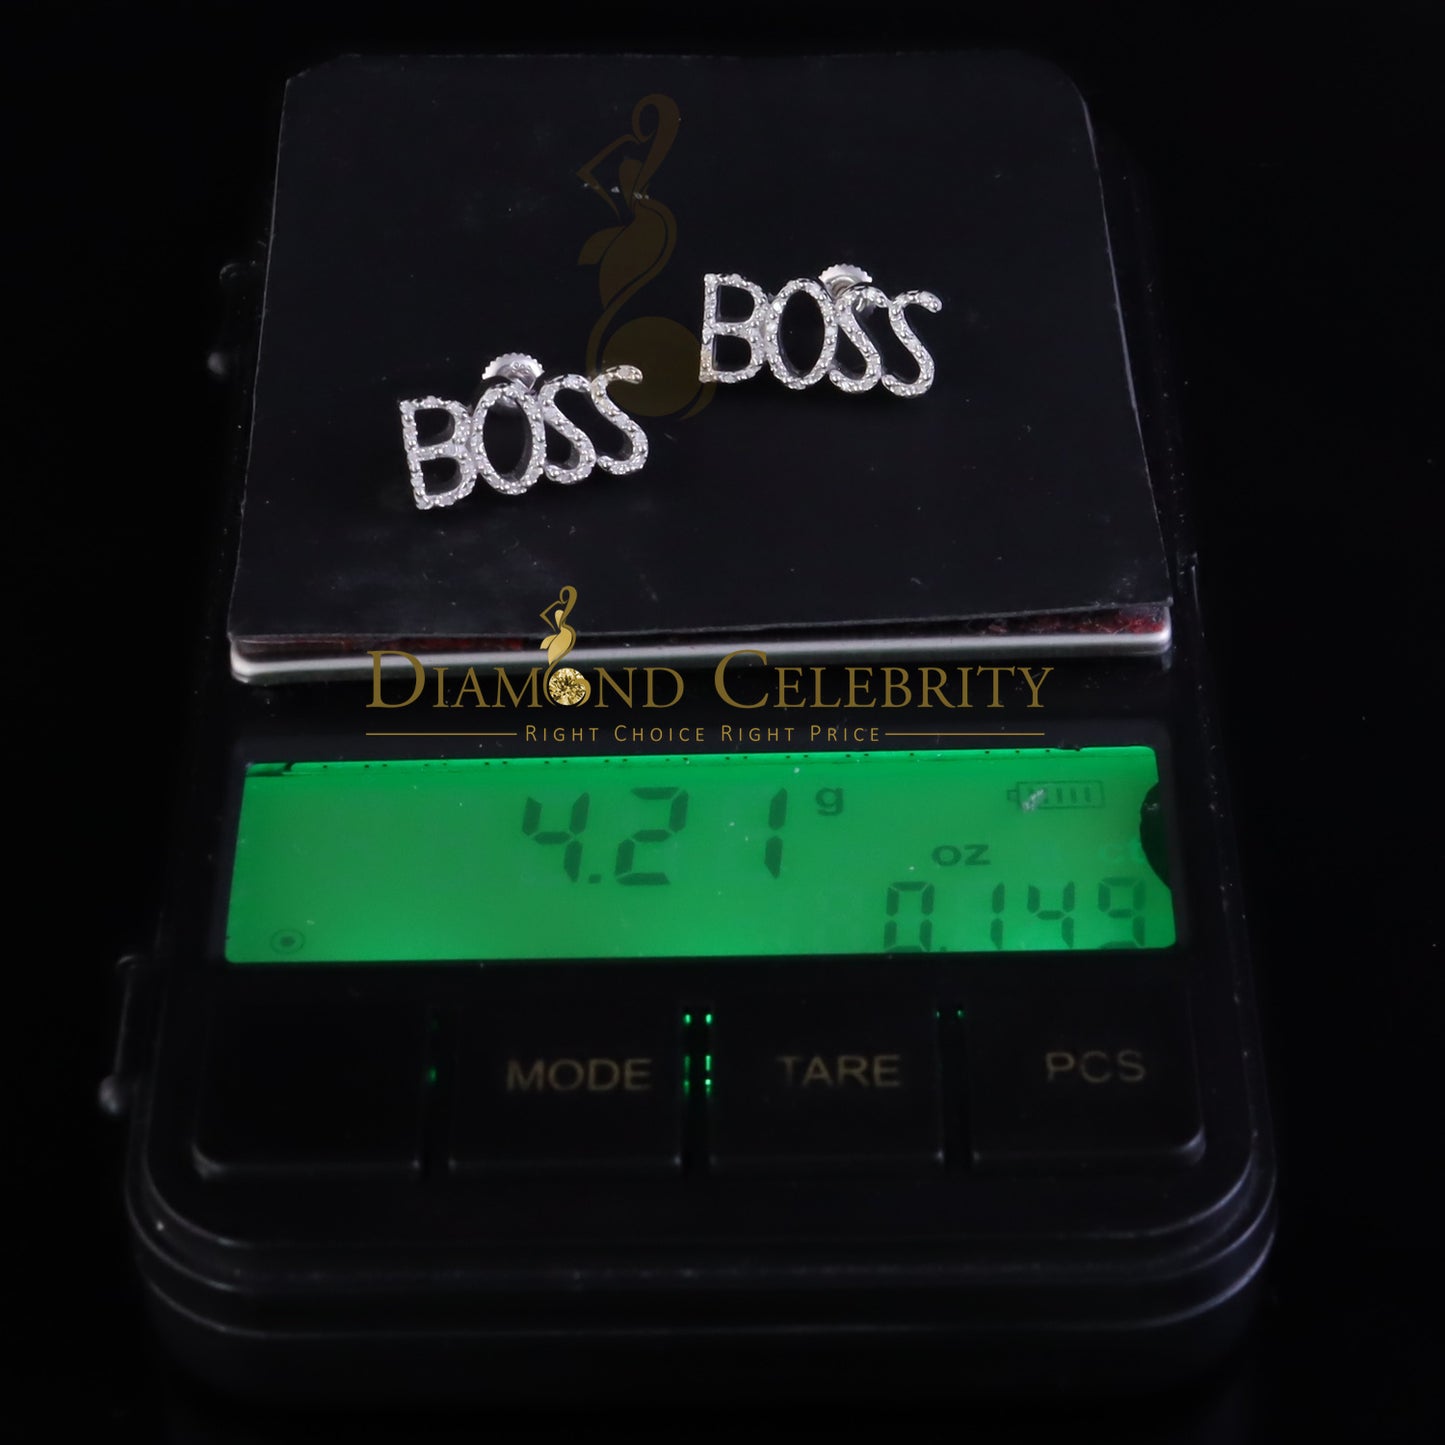 BOSS
BOSS
DIAMOND CELEBRITY
RIGHT CHOICE RIGHT PRICE
4.21 g
oz
0.149
MODE TARE PCS